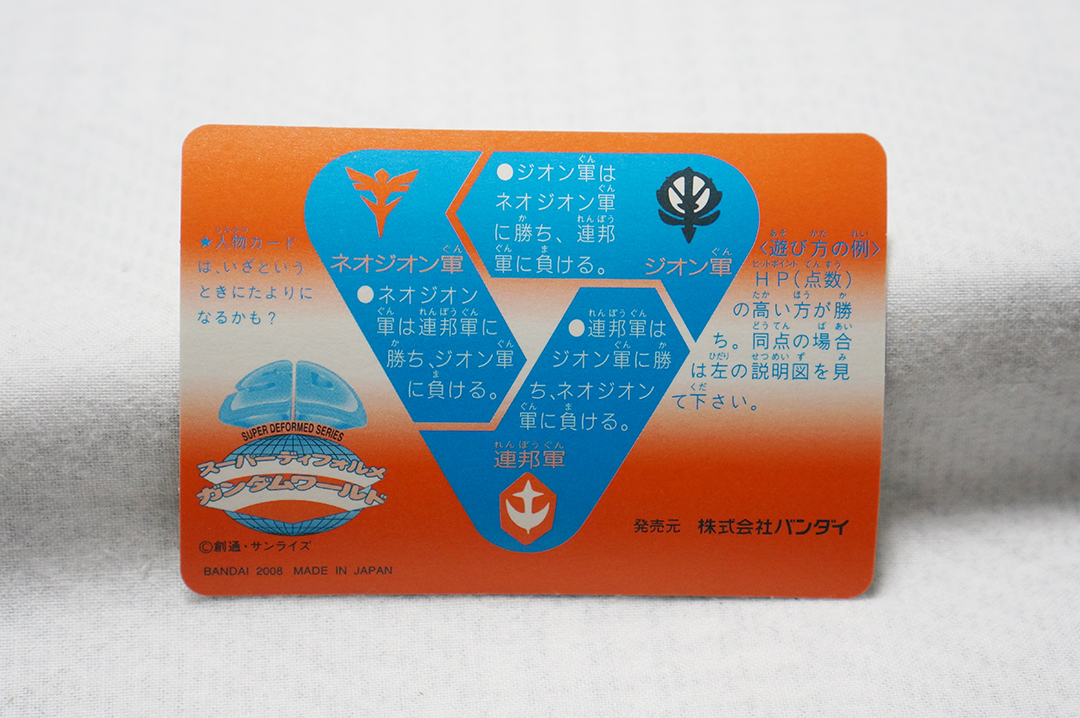 ★人物カード
は、いざという
ときにたよりに
なるかも?
ネオジオン軍
●ジオン軍は
ネオジオン軍
に勝ち、連邦
軍に負ける。
ジオン軍
●ネオジオン
軍は連邦軍に
勝ち、ジオン軍
に負ける。
●連邦軍は
ジオン軍に勝
ち、ネオジオン
軍に負ける。
連邦軍
<遊び方の例>
HP(点数)
の高い方が勝
ち。同点の場合
は左の説明図を見
て下さい。
SUPER DEFORMED SERIES
スーパーディフォルメ
ガンダムワールド
©創通・サンライズ
BANDAI 2008 MADE IN JAPAN
発売元 株式会社バンダイ